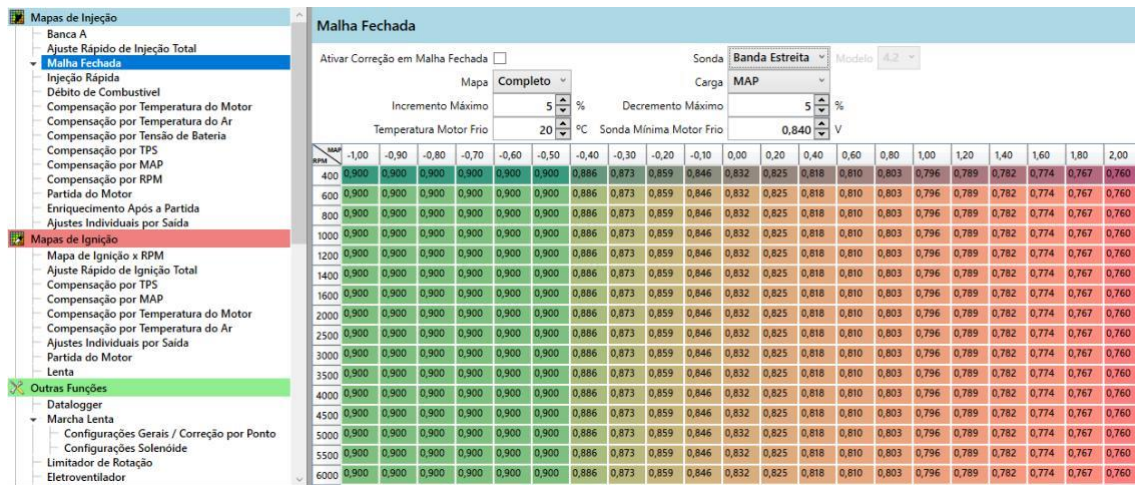 Mapas de Injeção
Banca A
Ajuste Rápido de Injeção Total
Malha Fechada
Injeção Rápida
Débito de Combustível
Compensação por Temperatura do Motor
Compensação por Temperatura do Ar
Compensação por Tensão de Bateria
Compensação por TPS
Compensação por MAP
Compensação por RPM
Partida do Motor
Enriquecimento Após a Partida
Ajustes Individuais por Saída
Mapas de Ignição
Mapa de Ignição x RPM
Ajuste Rápido de Ignição Total
Compensação por TPS
Compensação por MAP
Compensação por Temperatura do Motor
Compensação por Temperatura do Ar
Ajustes Individuais por Saída
Partida do Motor
Lenta
Outras Funções
Datalogger
Marcha Lenta
Configurações Gerais / Correção por Ponto
Configurações Solenóide
Limitador de Rotação
Eletroventilador
Malha Fechada
Ativar Correção em Malha Fechada Sonda Banda Estreita Modelo 4.2
Mapa Completo Carga MAP
Incremento Máximo 5 % Decremento Máximo 5 %
Temperatura Motor Frio 20 ºC Sonda Mínima Motor Frio 0,840 V
MAP
RPM -1,00 -0,90 -0,80 -0,70 -0,60 -0,50 -0,40 -0,30 -0,20 -0,10 0,00 0,20 0,40 0,60 0,80 1,00 1,20 1,40 1,60 1,80 2,00
400 0,900 0,900 0,900 0,900 0,900 0,900 0,886 0,873 0,859 0,846 0,832 0,825 0,818 0,810 0,803 0,796 0,789 0,782 0,774 0,767 0,760
600 0,900 0,900 0,900 0,900 0,900 0,900 0,886 0,873 0,859 0,846 0,832 0,825 0,818 0,810 0,803 0,796 0,789 0,782 0,774 0,767 0,760
800 0,900 0,900 0,900 0,900 0,900 0,900 0,886 0,873 0,859 0,846 0,832 0,825 0,818 0,810 0,803 0,796 0,789 0,782 0,774 0,767 0,760
1000 0,900 0,900 0,900 0,900 0,900 0,900 0,886 0,873 0,859 0,846 0,832 0,825 0,818 0,810 0,803 0,796 0,789 0,782 0,774 0,767 0,760
1200 0,900 0,900 0,900 0,900 0,900 0,900 0,886 0,873 0,859 0,846 0,832 0,825 0,818 0,810 0,803 0,796 0,789 0,782 0,774 0,767 0,760
1400 0,900 0,900 0,900 0,900 0,900 0,900 0,886 0,873 0,859 0,846 0,832 0,825 0,818 0,810 0,803 0,796 0,789 0,782 0,774 0,767 0,760
1600 0,900 0,900 0,900 0,900 0,900 0,900 0,886 0,873 0,859 0,846 0,832 0,825 0,818 0,810 0,803 0,796 0,789 0,782 0,774 0,767 0,760
2000 0,900 0,900 0,900 0,900 0,900 0,900 0,886 0,873 0,859 0,846 0,832 0,825 0,818 0,810 0,803 0,796 0,789 0,782 0,774 0,767 0,760
2500 0,900 0,900 0,900 0,900 0,900 0,900 0,886 0,873 0,859 0,846 0,832 0,825 0,818 0,810 0,803 0,796 0,789 0,782 0,774 0,767 0,760
3000 0,900 0,900 0,900 0,900 0,900 0,900 0,886 0,873 0,859 0,846 0,832 0,825 0,818 0,810 0,803 0,796 0,789 0,782 0,774 0,767 0,760
3500 0,900 0,900 0,900 0,900 0,900 0,900 0,886 0,873 0,859 0,846 0,832 0,825 0,818 0,810 0,803 0,796 0,789 0,782 0,774 0,767 0,760
4000 0,900 0,900 0,900 0,900 0,900 0,900 0,886 0,873 0,859 0,846 0,832 0,825 0,818 0,810 0,803 0,796 0,789 0,782 0,774 0,767 0,760
4500 0,900 0,900 0,900 0,900 0,900 0,900 0,886 0,873 0,859 0,846 0,832 0,825 0,818 0,810 0,803 0,796 0,789 0,782 0,774 0,767 0,760
5000 0,900 0,900 0,900 0,900 0,900 0,900 0,886 0,873 0,859 0,846 0,832 0,825 0,818 0,810 0,803 0,796 0,789 0,782 0,774 0,767 0,760
5500 0,900 0,900 0,900 0,900 0,900 0,900 0,886 0,873 0,859 0,846 0,832 0,825 0,818 0,810 0,803 0,796 0,789 0,782 0,774 0,767 0,760
6000 0,900 0,900 0,900 0,900 0,900 0,900 0,886 0,873 0,859 0,846 0,832 0,825 0,818 0,810 0,803 0,796 0,789 0,782 0,774 0,767 0,760